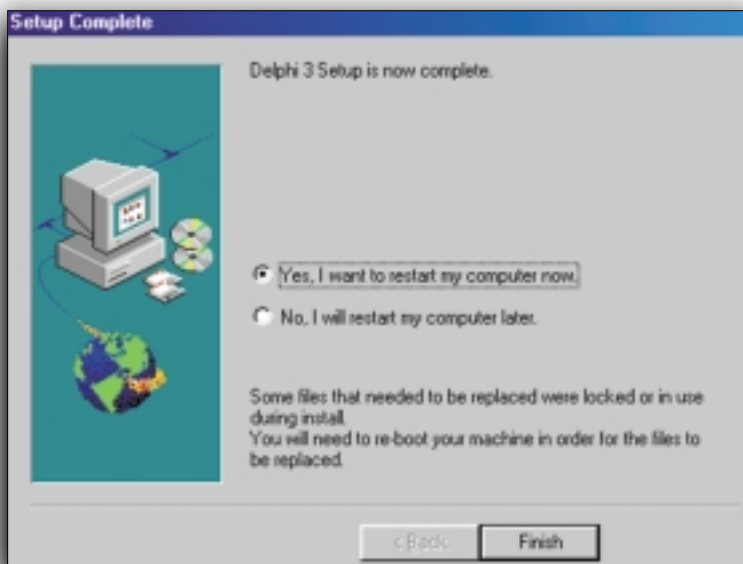 Setup Complete
Delphi 3 Setup is now complete.
Yes, I want to restart my computer now.
No, I will restart my computer later.
Some files that needed to be replaced were locked or in use
during install.
You will need to re-boot your machine in order for the files to
be replaced.
< Back
Finish